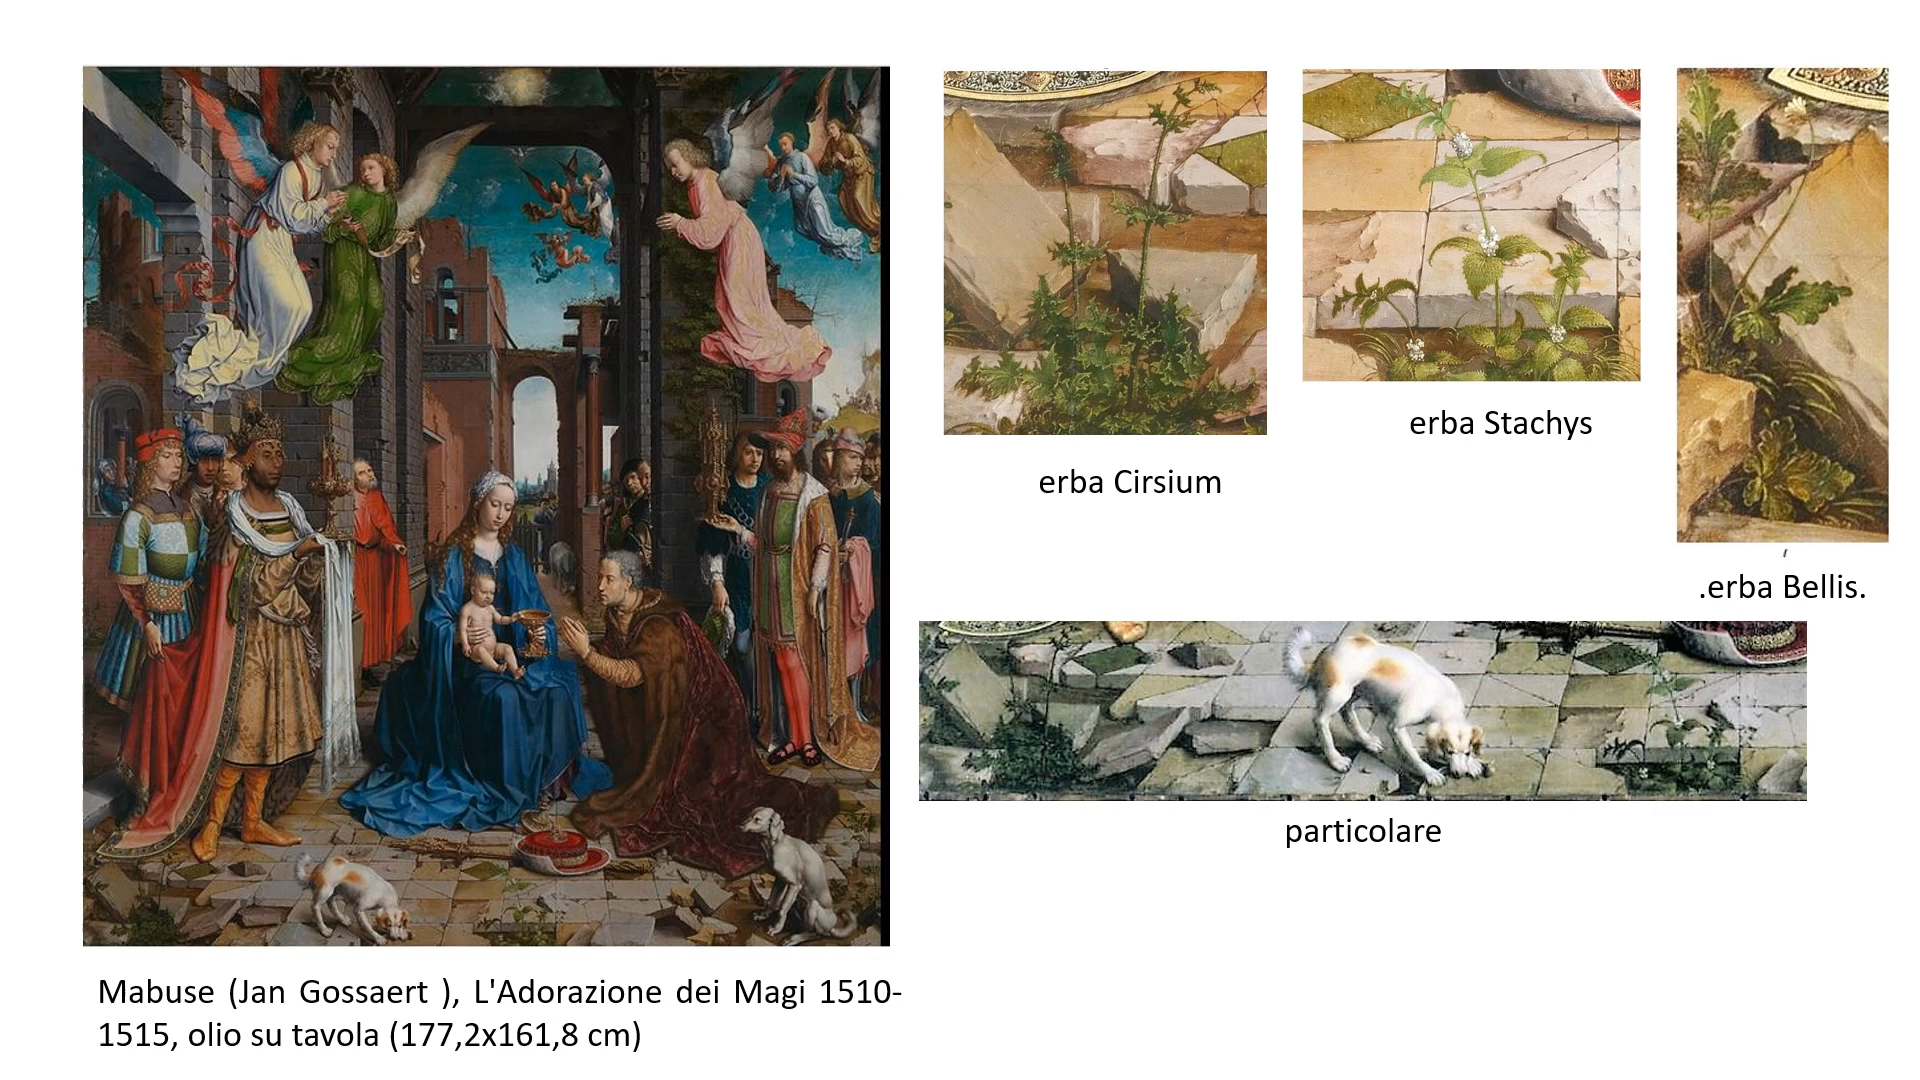 erba Stachys
erba Cirsium
.erba Bellis.
particolare
Mabuse (Jan Gossaert ), L'Adorazione dei Magi 1510-
1515, olio su tavola (177,2x161,8 cm)